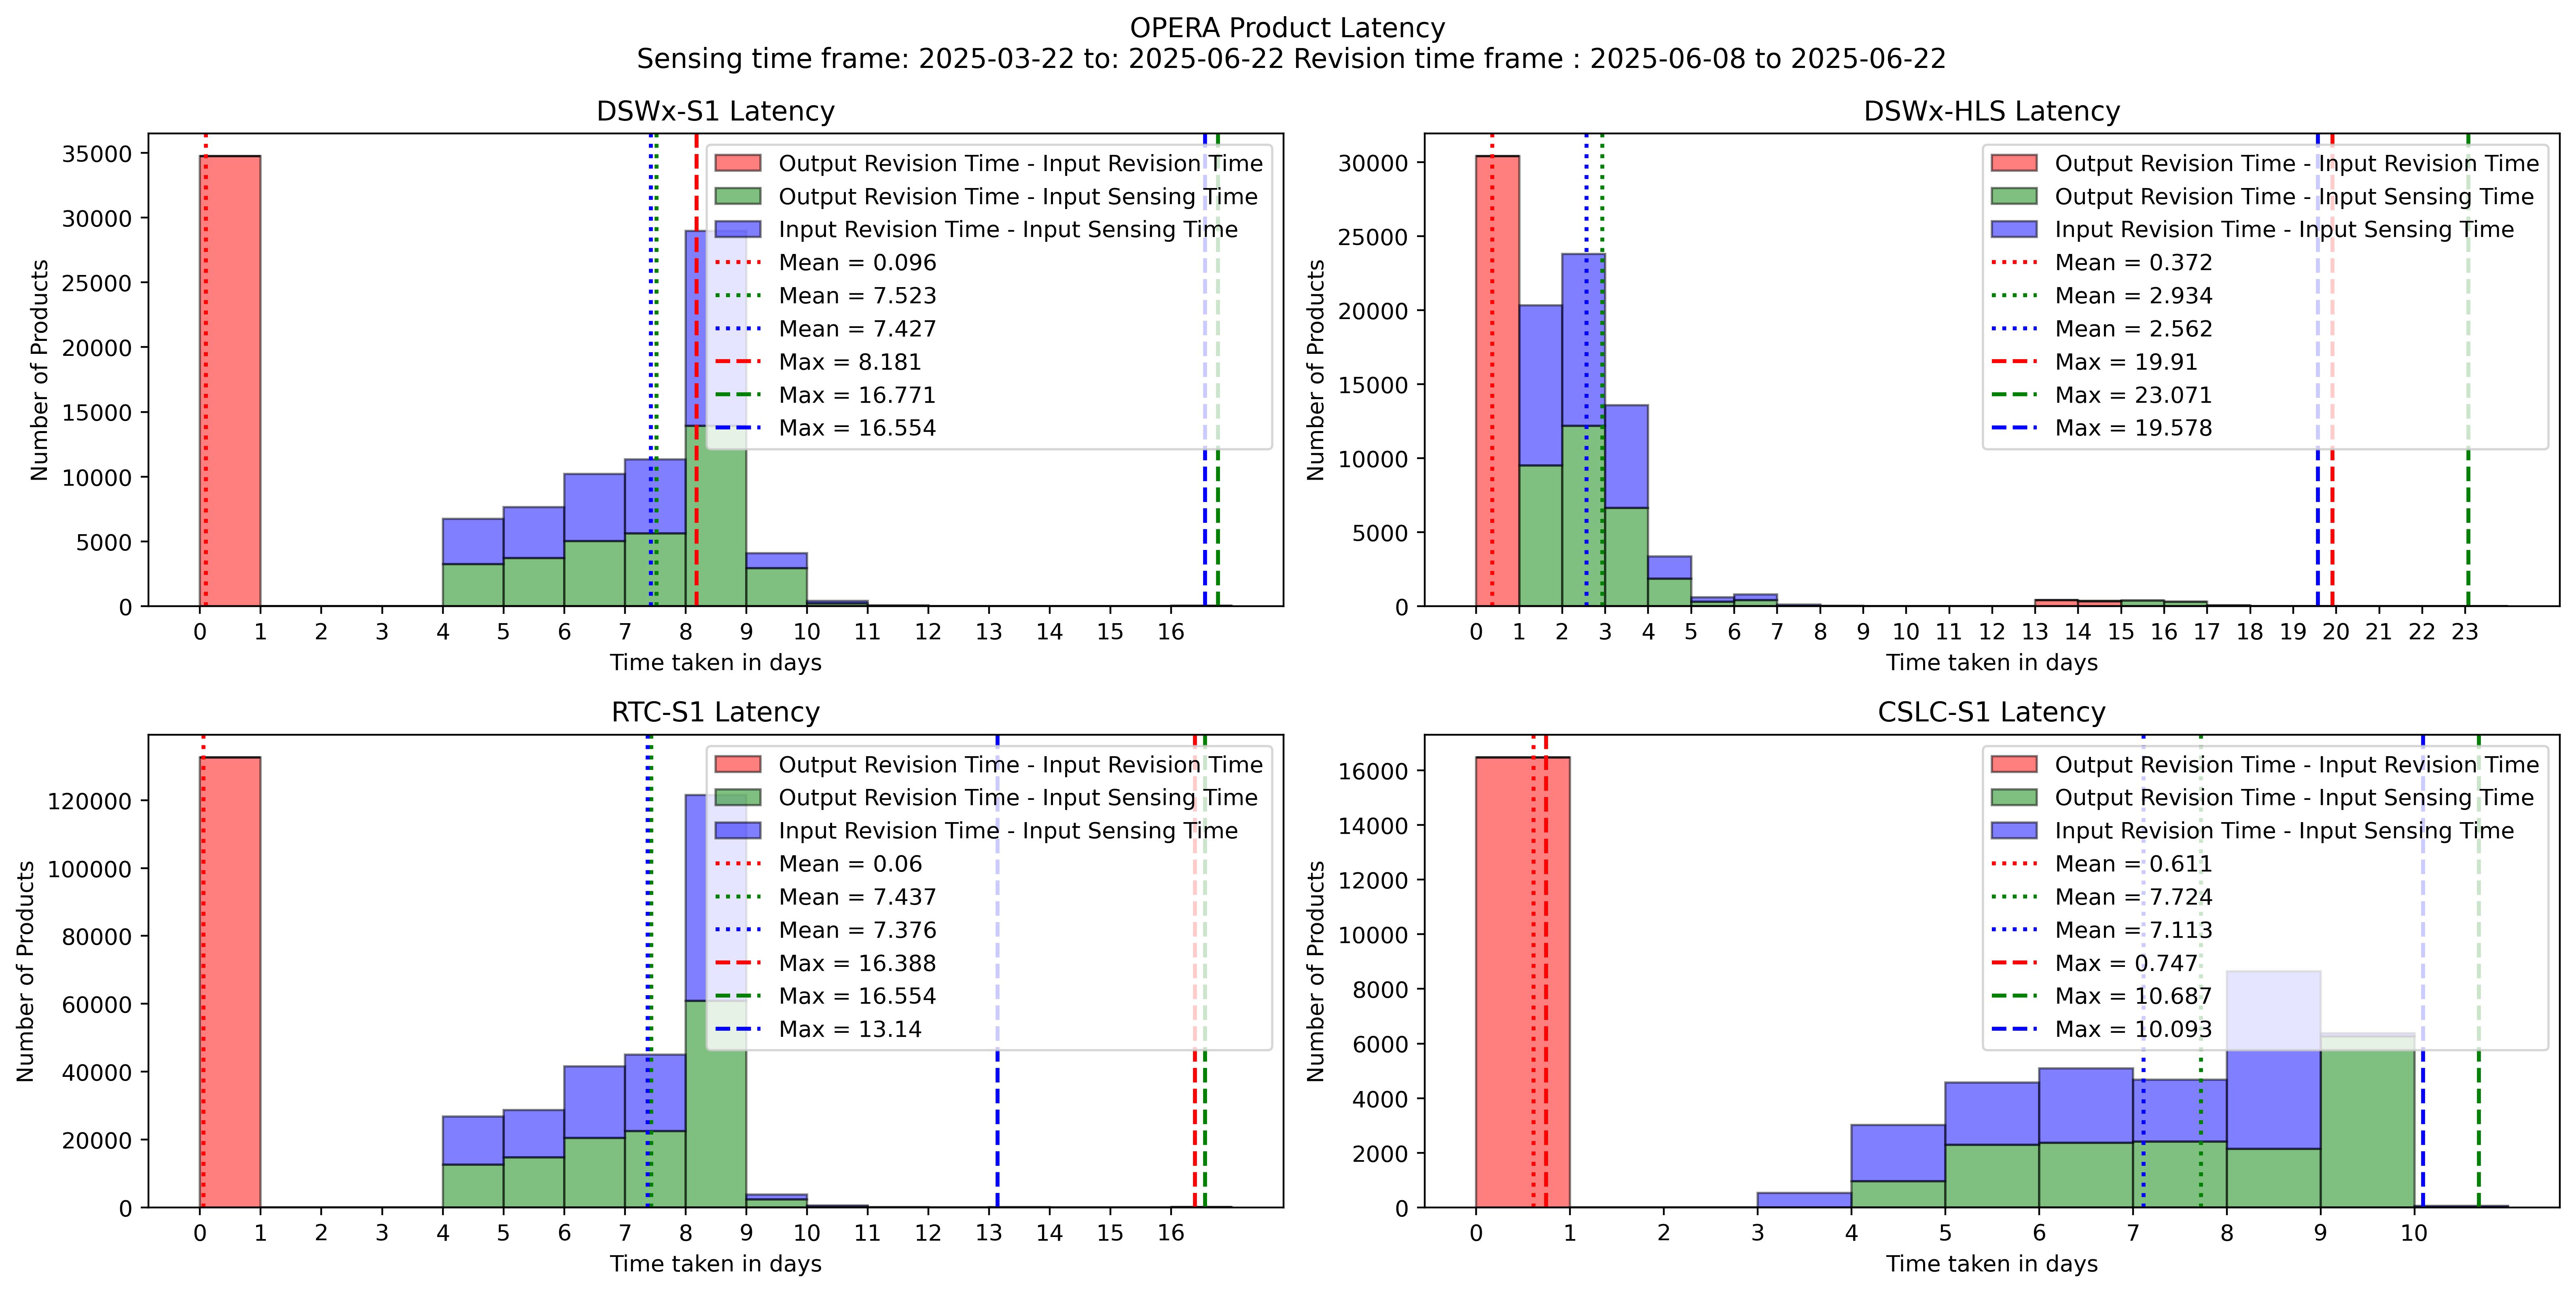 OPERA Product Latency
Sensing time frame: 2025-03-22 to: 2025-06-22 Revision time frame : 2025-06-08 to 2025-06-22
DSWx-S1 Latency
Number of Products
35000
30000
25000
20000
15000
10000
5000
0
Output Revision Time - Input Revision Time
Output Revision Time - Input Sensing Time
Input Revision Time - Input Sensing Time
Mean = 0.096
Mean = 7.523
Mean = 7.427
Max = 8.181
Max = 16.771
Max = 16.554
0 1 2 3 4 5 6 7 8 9 10 11 12 13 14 15 16
Time taken in days
DSWx-HLS Latency
Number of Products
30000
25000
20000
15000
10000
5000
0
Output Revision Time - Input Revision Time
Output Revision Time - Input Sensing Time
Input Revision Time - Input Sensing Time
Mean = 0.372
Mean = 2.934
Mean = 2.562
Max = 19.91
Max = 23.071
Max = 19.578
0 1 2 3 4 5 6 7 8 9 10 11 12 13 14 15 16 17 18 19 20 21 22 23
Time taken in days
RTC-S1 Latency
Number of Products
120000
100000
80000
60000
40000
20000
0
Output Revision Time - Input Revision Time
Output Revision Time - Input Sensing Time
Input Revision Time - Input Sensing Time
Mean = 0.06
Mean = 7.437
Mean = 7.376
Max = 16.388
Max = 16.554
Max = 13.14
0 1 2 3 4 5 6 7 8 9 10 11 12 13 14 15 16
Time taken in days
CSLC-S1 Latency
Number of Products
16000
14000
12000
10000
8000
6000
4000
2000
0
Output Revision Time - Input Revision Time
Output Revision Time - Input Sensing Time
Input Revision Time - Input Sensing Time
Mean = 0.611
Mean = 7.724
Mean = 7.113
Max = 0.747
Max = 10.687
Max = 10.093
0 1 2 3 4 5 6 7 8 9 10
Time taken in days